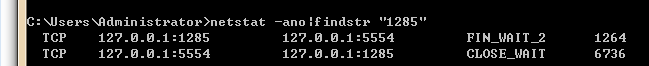 C:\Users\Administrator>netstat -ano|findstr "1285"
TCP 127.0.0.1:1285 127.0.0.1:5554 FIN_WAIT_2 1264
TCP 127.0.0.1:5554 127.0.0.1:1285 CLOSE_WAIT 6736